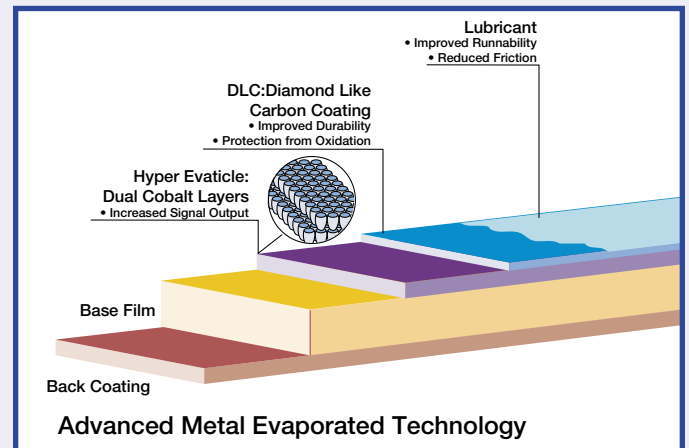 Lubricant
• Improved Runnability
• Reduced Friction
DLC:Diamond Like
Carbon Coating
• Improved Durability
• Protection from Oxidation
Hyper Evaticle:
Dual Cobalt Layers
• Increased Signal Output
Base Film
Back Coating
Advanced Metal Evaporated Technology